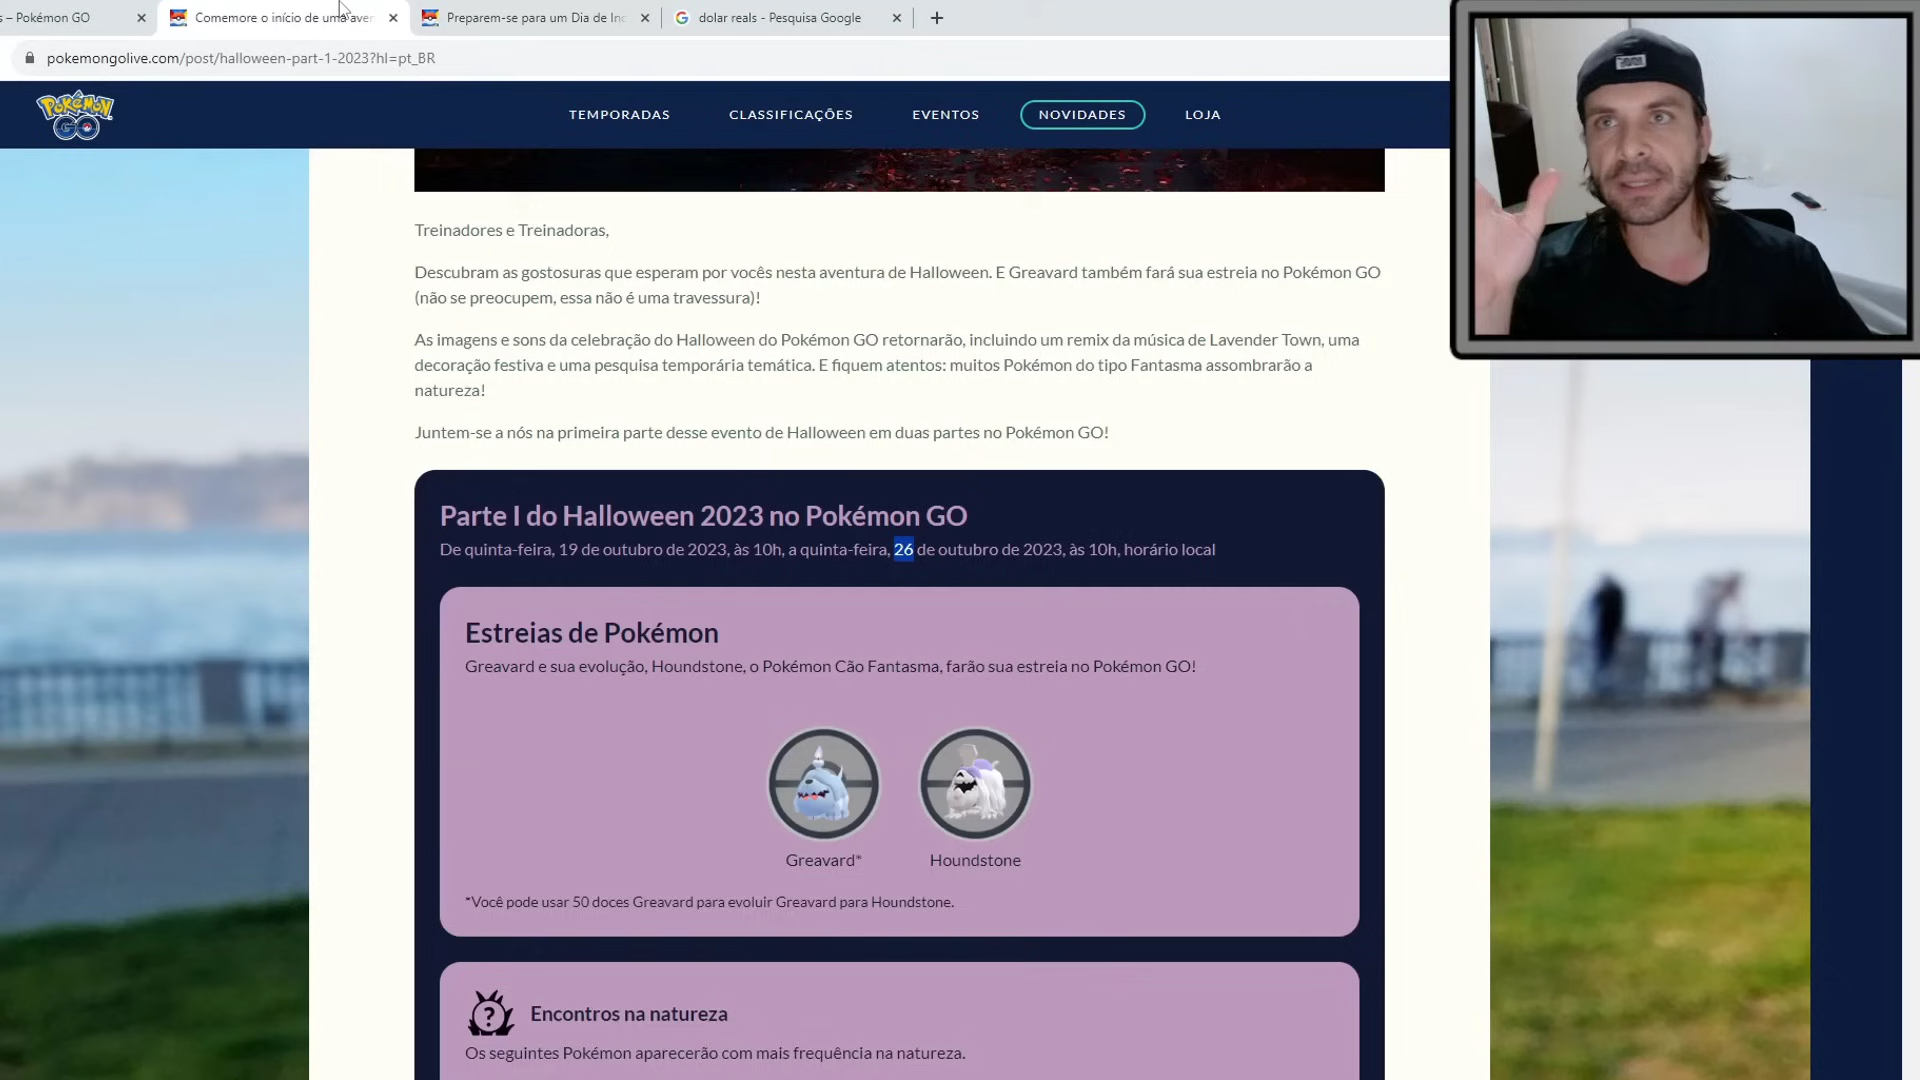 s – Pokémon GO
Comemore o início de uma aver
Preparem-se para um Dia de Inc
dolar reals - Pesquisa Google
pokemongolive.com/post/halloween-part-1-2023?hl=pt_BR
Pokémon GO
TEMPORADAS
CLASSIFICAÇÕES
EVENTOS
NOVIDADES
LOJA
Treinadores e Treinadoras,
Descubram as gostosuras que esperam por vocês nesta aventura de Halloween. E Greavard também fará sua estreia no Pokémon GO
(não se preocupem, essa não é uma travessura)!
As imagens e sons da celebração do Halloween do Pokémon GO retornarão, incluindo um remix da música de Lavender Town, uma
decoração festiva e uma pesquisa temporária temática. E fiquem atentos: muitos Pokémon do tipo Fantasma assombrarão a
natureza!
Juntem-se a nós na primeira parte desse evento de Halloween em duas partes no Pokémon GO!
Parte I do Halloween 2023 no Pokémon GO
De quinta-feira, 19 de outubro de 2023, às 10h, a quinta-feira, 26 de outubro de 2023, às 10h, horário local
Estreias de Pokémon
Greavard e sua evolução, Houndstone, o Pokémon Cão Fantasma, farão sua estreia no Pokémon GO!
Greavard*
Houndstone
*Você pode usar 50 doces Greavard para evoluir Greavard para Houndstone.
Encontros na natureza
Os seguintes Pokémon aparecerão com mais frequência na natureza.